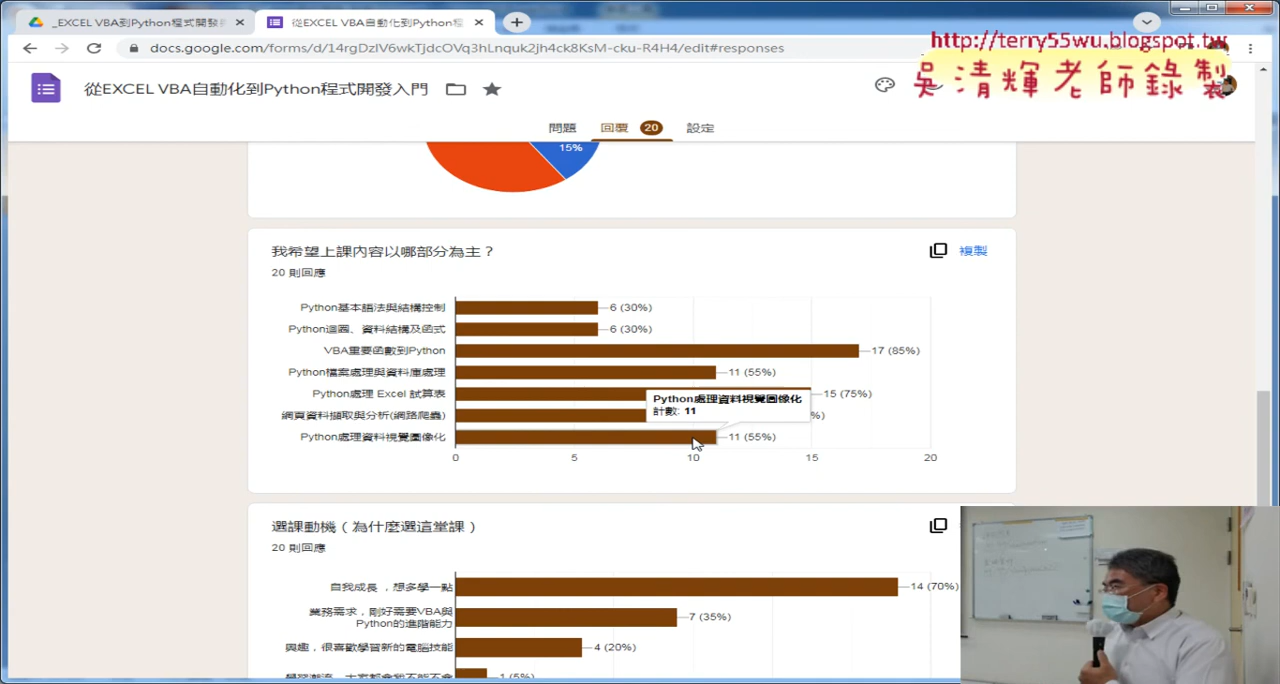 _EXCEL VBA到Python程式開發
從EXCEL VBA自動化到Python程
docs.google.com/forms/d/14rgDzIV6wkTjdcOVq3hLnquk2jh4ck8KsM-cku-R4H4/edit#responses
http://terry55wu.blogspot.tw
吳清輝老師錄製
從EXCEL VBA自動化到Python程式開發入門
問題 回覆 20 設定
15%
我希望上課內容以哪部分為主？
複製
20 則回應
Python基本語法與結構控制 6 (30%)
Python迴圈、資料結構及函式 6 (30%)
VBA重要函數到Python 17 (85%)
Python檔案處理與資料庫處理 11 (55%)
Python處理 Excel 試算表 15 (75%)
Python處理資料視覺圖像化
計數: 11
網頁資料擷取與分析(網路爬蟲) %)
Python處理資料視覺圖像化 11 (55%)
0 5 10 15 20
選課動機（為什麼選這堂課）
20 則回應
自我成長，想多學一點 14 (70%)
業務需求，剛好需要VBA與
Python的進階能力 7 (35%)
興趣，很喜歡學習新的電腦技能 4 (20%)
1 (5%)